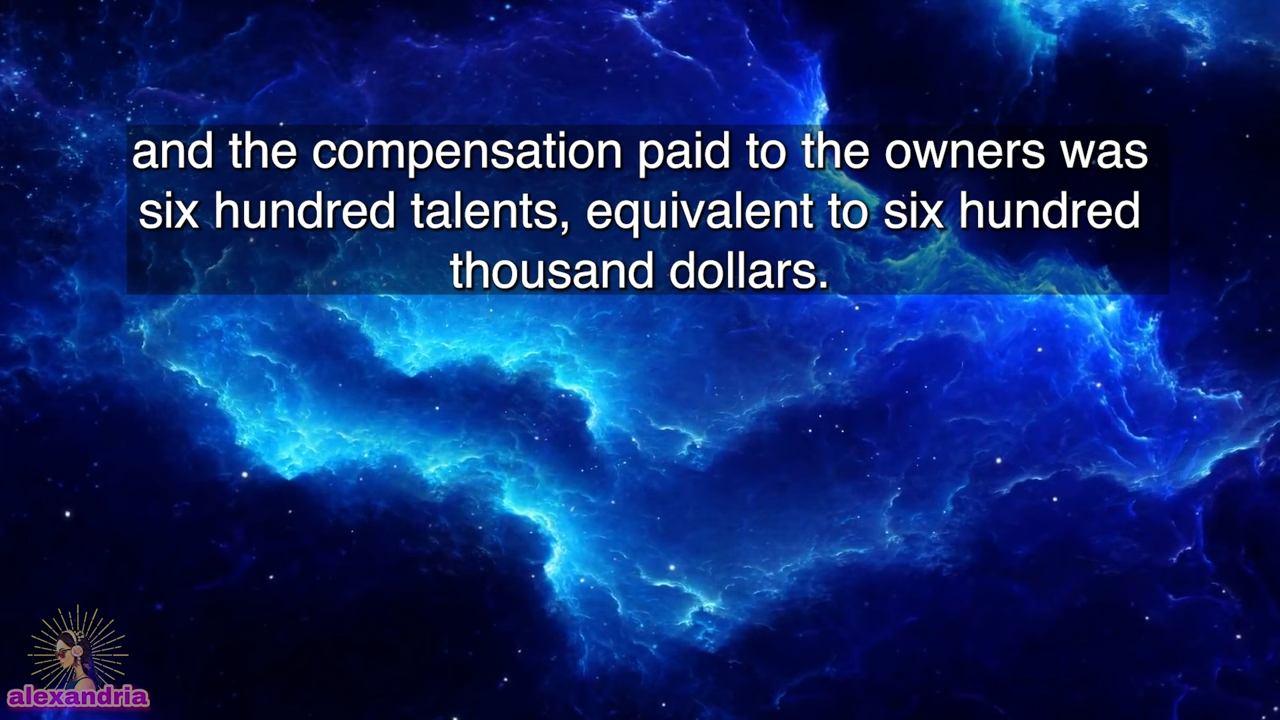 and the compensation paid to the owners was
six hundred talents, equivalent to six hundred
thousand dollars.
alexandria